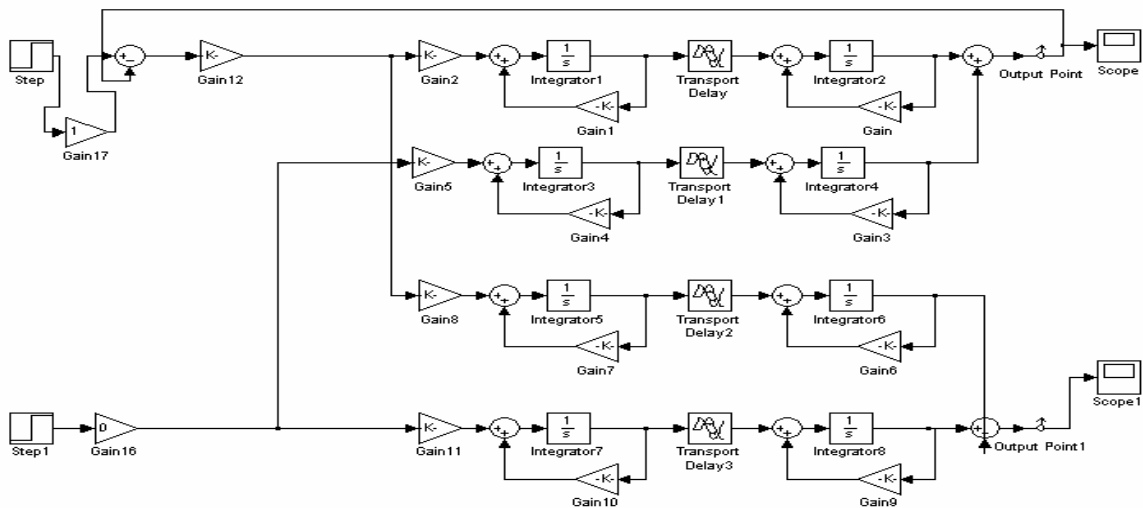 Step
Gain17
1
+
−
K-
Gain12
K-
Gain2
+
+
1
s
Integrator1
-K-
Gain1
Transport
Delay
+
+
1
s
Integrator2
-K-
Gain
+
+
Output Point
Scope
K-
Gain5
+
+
1
s
Integrator3
-K-
Gain4
Transport
Delay1
+
+
1
s
Integrator4
-K-
Gain3
K-
Gain8
+
+
1
s
Integrator5
-K-
Gain7
Transport
Delay2
+
+
1
s
Integrator6
-K-
Gain6
Step1
0
Gain16
K-
Gain11
+
+
1
s
Integrator7
-K-
Gain10
Transport
Delay3
+
+
1
s
Integrator8
-K-
Gain9
+
−
Output Point1
Scope1